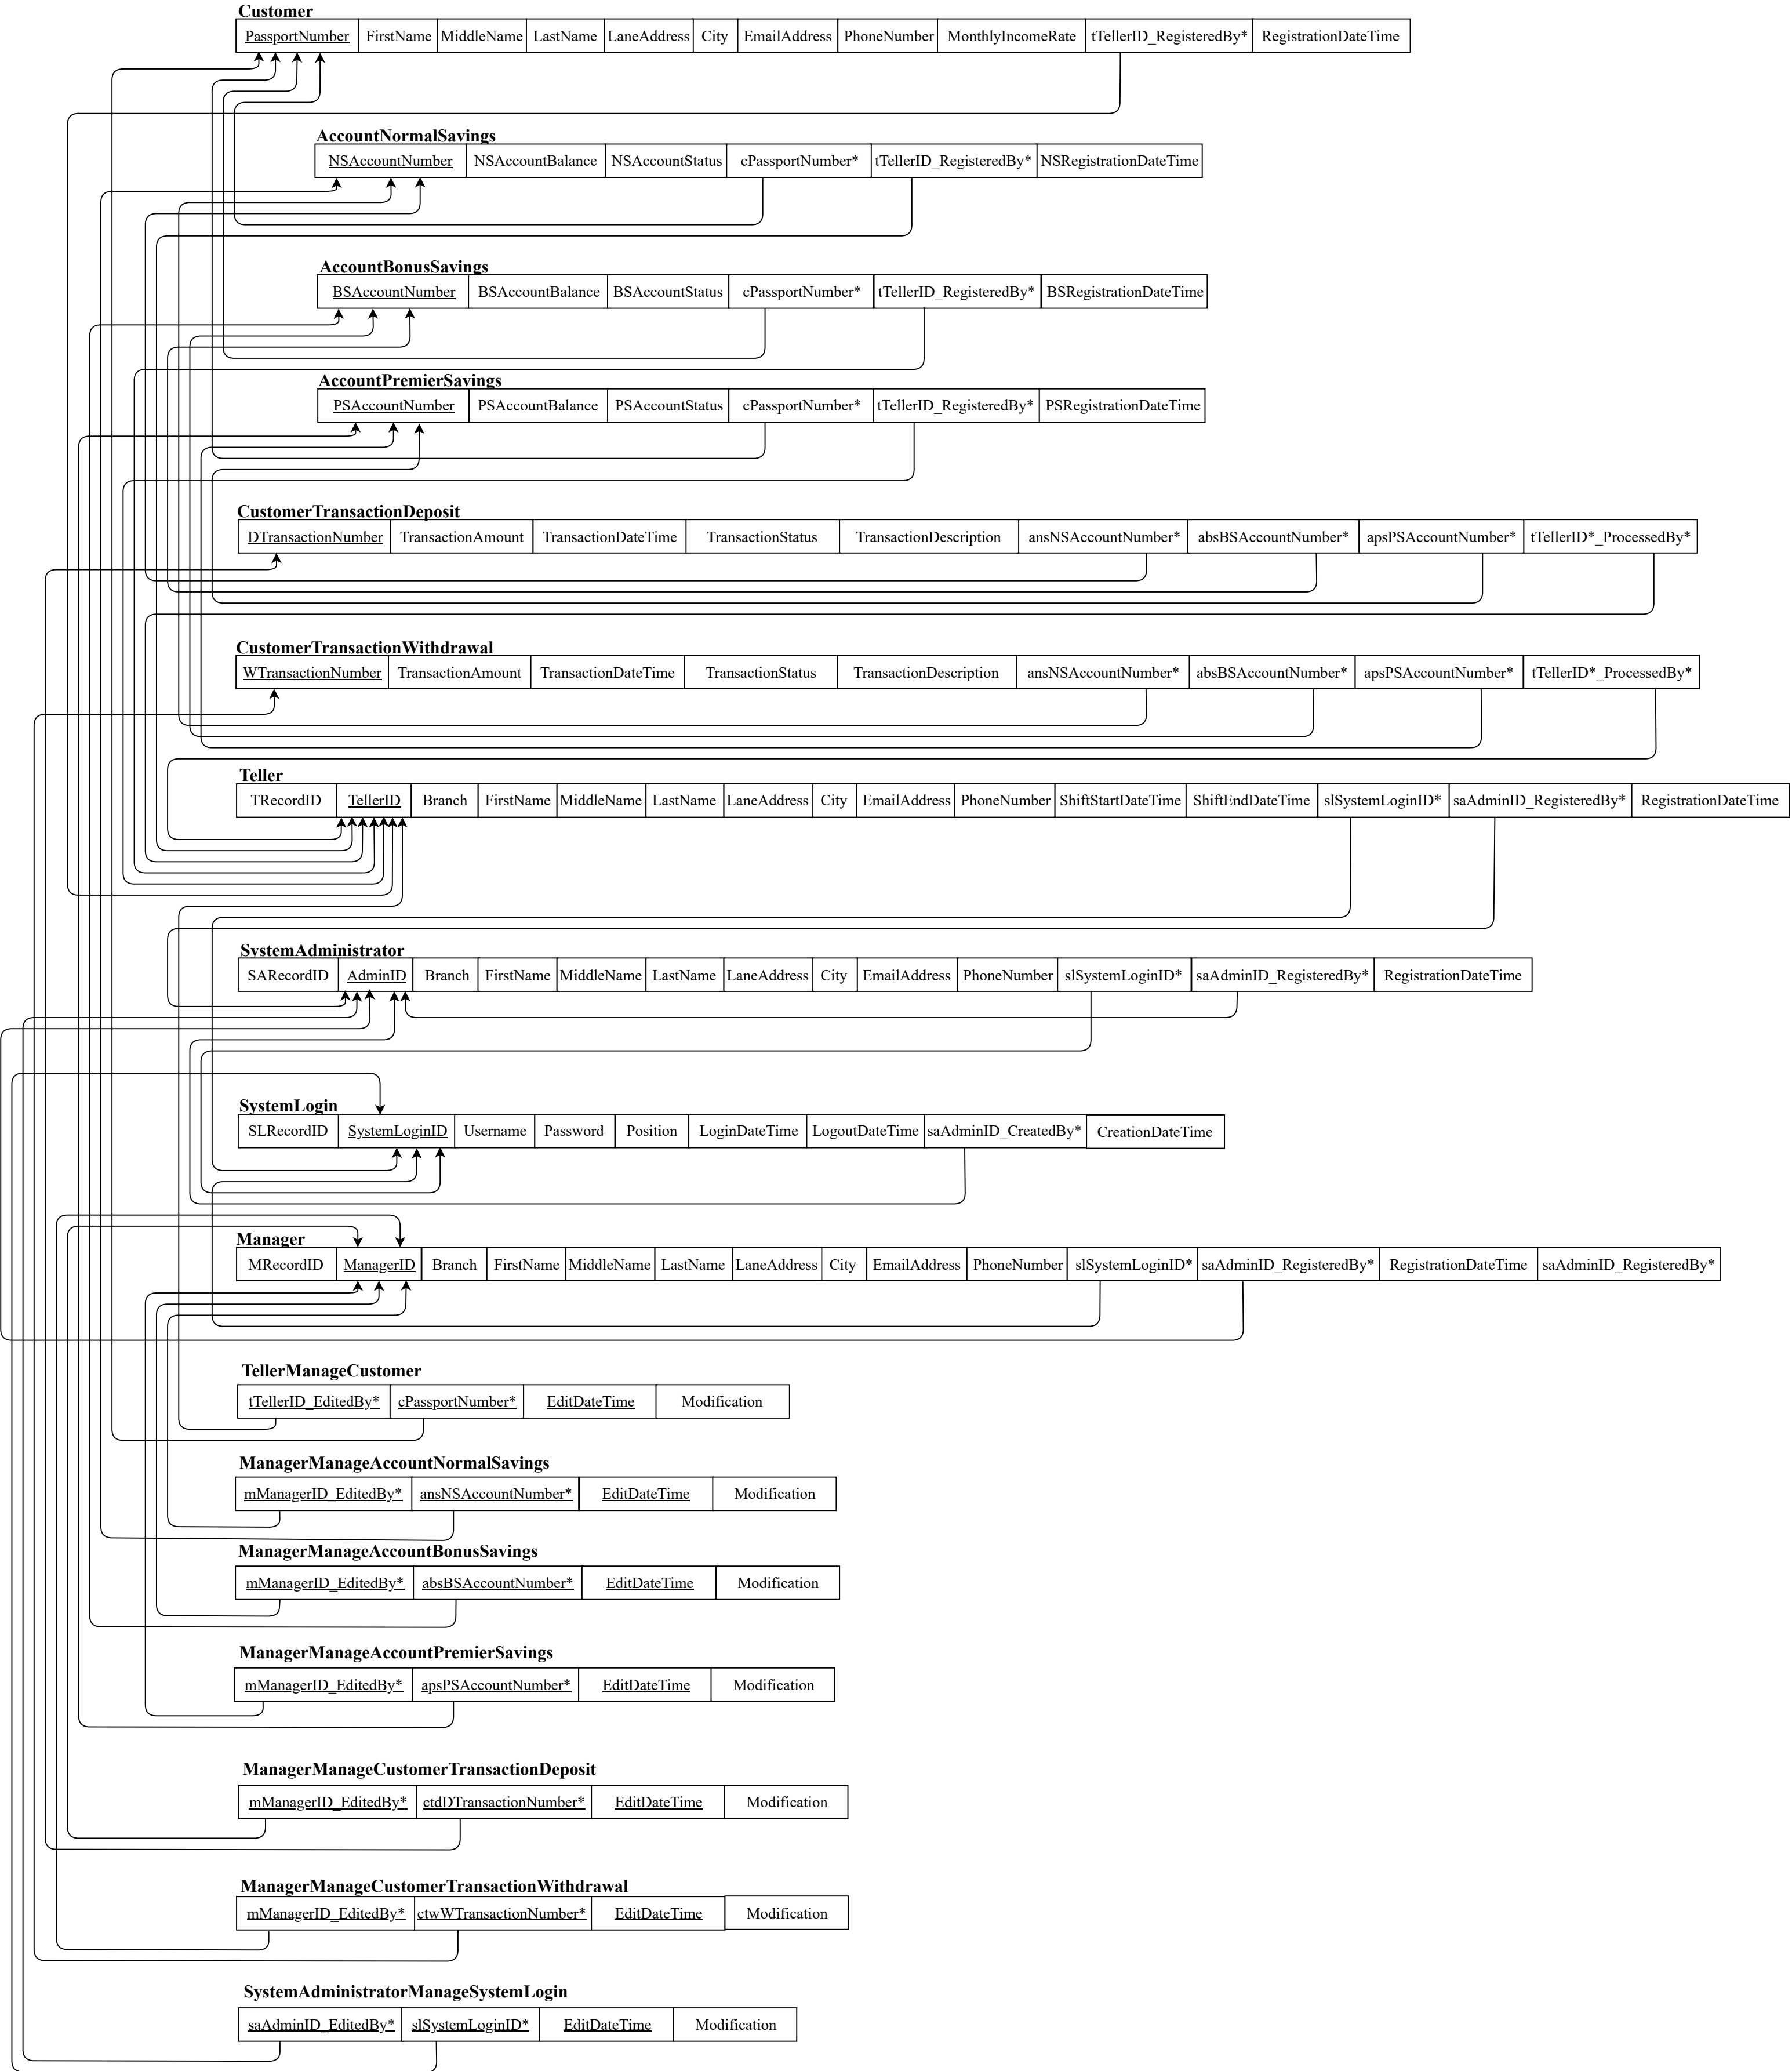 Customer
PassportNumber FirstName MiddleName LastName LaneAddress City EmailAddress PhoneNumber MonthlyIncomeRate tTellerID_RegisteredBy* RegistrationDateTime
AccountNormalSavings
NSAccountNumber NSAccountBalance NSAccountStatus cPassportNumber* tTellerID_RegisteredBy* NSRegistrationDateTime
AccountBonusSavings
BSAccountNumber BSAccountBalance BSAccountStatus cPassportNumber* tTellerID_RegisteredBy* BSRegistrationDateTime
AccountPremierSavings
PSAccountNumber PSAccountBalance PSAccountStatus cPassportNumber* tTellerID_RegisteredBy* PSRegistrationDateTime
CustomerTransactionDeposit
DTransactionNumber TransactionAmount TransactionDateTime TransactionStatus TransactionDescription ansNSAccountNumber* absBSAccountNumber* apsPSAccountNumber* tTellerID*_ProcessedBy*
CustomerTransactionWithdrawal
WTransactionNumber TransactionAmount TransactionDateTime TransactionStatus TransactionDescription ansNSAccountNumber* absBSAccountNumber* apsPSAccountNumber* tTellerID*_ProcessedBy*
Teller
TRecordID TellerID Branch FirstName MiddleName LastName LaneAddress City EmailAddress PhoneNumber ShiftStartDateTime ShiftEndDateTime slSystemLoginID* saAdminID_RegisteredBy* RegistrationDateTime
SystemAdministrator
SARecordID AdminID Branch FirstName MiddleName LastName LaneAddress City EmailAddress PhoneNumber slSystemLoginID* saAdminID_RegisteredBy* RegistrationDateTime
SystemLogin
SLRecordID SystemLoginID Username Password Position LoginDateTime LogoutDateTime saAdminID_CreatedBy* CreationDateTime
Manager
MRecordID ManagerID Branch FirstName MiddleName LastName LaneAddress City EmailAddress PhoneNumber slSystemLoginID* saAdminID_RegisteredBy* RegistrationDateTime saAdminID_RegisteredBy*
TellerManageCustomer
tTellerID_EditedBy* cPassportNumber* EditDateTime Modification
ManagerManageAccountNormalSavings
mManagerID_EditedBy* ansNSAccountNumber* EditDateTime Modification
ManagerManageAccountBonusSavings
mManagerID_EditedBy* absBSAccountNumber* EditDateTime Modification
ManagerManageAccountPremierSavings
mManagerID_EditedBy* apsPSAccountNumber* EditDateTime Modification
ManagerManageCustomerTransactionDeposit
mManagerID_EditedBy* ctdDTransactionNumber* EditDateTime Modification
ManagerManageCustomerTransactionWithdrawal
mManagerID_EditedBy* ctwWTransactionNumber* EditDateTime Modification
SystemAdministratorManageSystemLogin
saAdminID_EditedBy* slSystemLoginID* EditDateTime Modification